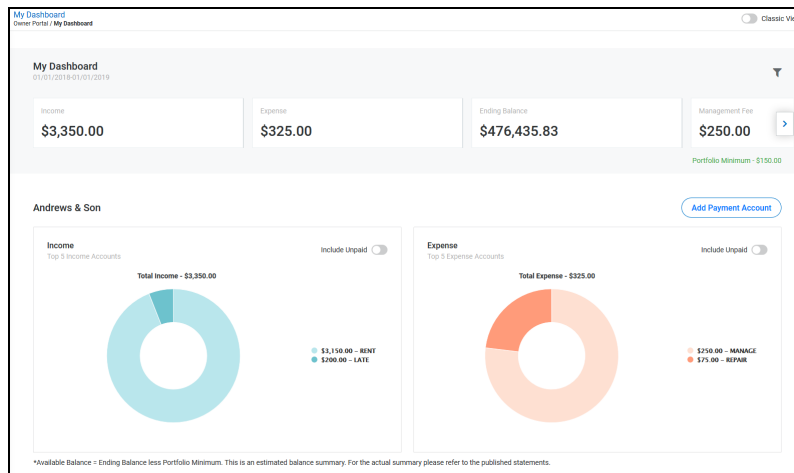 My Dashboard
Owner Portal / My Dashboard
Classic Vie
My Dashboard
01/01/2018-01/01/2019
Income
$3,350.00
Expense
$325.00
Ending Balance
$476,435.83
Management Fee
$250.00
Portfolio Minimum - $150.00
Andrews & Son
Add Payment Account
Income
Top 5 Income Accounts
Include Unpaid
Total Income - $3,350.00
$3,150.00 – RENT
$200.00 – LATE
Expense
Top 5 Expense Accounts
Include Unpaid
Total Expense - $325.00
$250.00 – MANAGE
$75.00 – REPAIR
*Available Balance = Ending Balance less Portfolio Minimum. This is an estimated balance summary. For the actual summary please refer to the published statements.